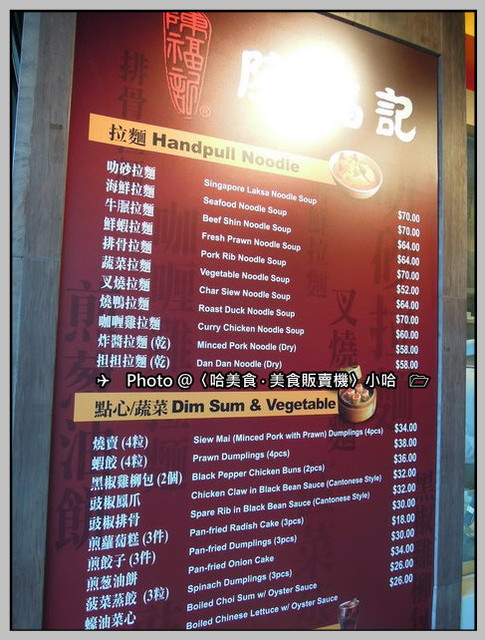 陳福記
陳福記
拉麵 Handpull Noodle
叻砂拉麵 Singapore Laksa Noodle Soup $70.00
海鮮拉麵 Seafood Noodle Soup $70.00
牛𦟌拉麵 Beef Shin Noodle Soup $64.00
鮮蝦拉麵 Fresh Prawn Noodle Soup $64.00
排骨拉麵 Pork Rib Noodle Soup $70.00
蔬菜拉麵 Vegetable Noodle Soup $52.00
叉燒拉麵 Char Siew Noodle Soup $64.00
燒鴨拉麵 Roast Duck Noodle Soup $70.00
咖喱雞拉麵 Curry Chicken Noodle Soup $60.00
炸醬拉麵 (乾) Minced Pork Noodle (Dry) $58.00
担担拉麵 (乾) Dan Dan Noodle (Dry) $58.00
✈ Photo @〈哈美食·美食販賣機〉小哈
點心/蔬菜 Dim Sum & Vegetable
燒賣 (4粒) Siew Mai (Minced Pork with Prawn) Dumplings (4pcs) $34.00
蝦餃 (4粒) Prawn Dumplings (4pcs) $38.00
黑椒雞柳包 (2個) Black Pepper Chicken Buns (2pcs) $36.00
豉椒鳳爪 Chicken Claw in Black Bean Sauce (Cantonese Style) $32.00
豉椒排骨 Spare Rib in Black Bean Sauce (Cantonese Style) $32.00
煎蘿蔔糕 (3件) Pan-fried Radish Cake (3pcs) $30.00
煎餃子 (3件) Pan-fried Dumplings (3pcs) $18.00
煎葱油餅 Pan-fried Onion Cake $30.00
菠菜蒸餃 (3粒) Spinach Dumplings (3pcs) $34.00
蠔油菜心 Boiled Choi Sum w/ Oyster Sauce $26.00
Boiled Chinese Lettuce w/ Oyster Sauce $26.00